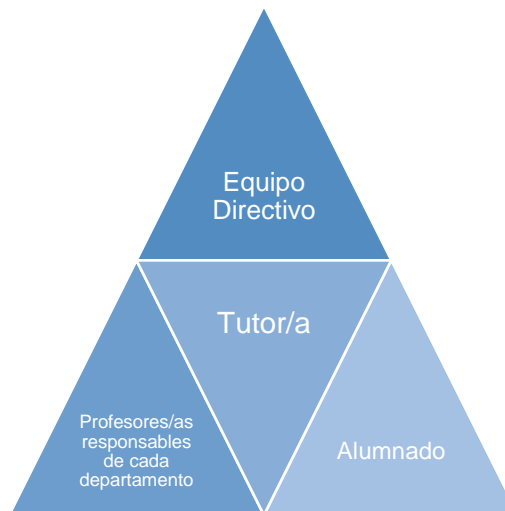 Equipo
Directivo
Tutor/a
Profesores/as
responsables
de cada
departamento
Alumnado